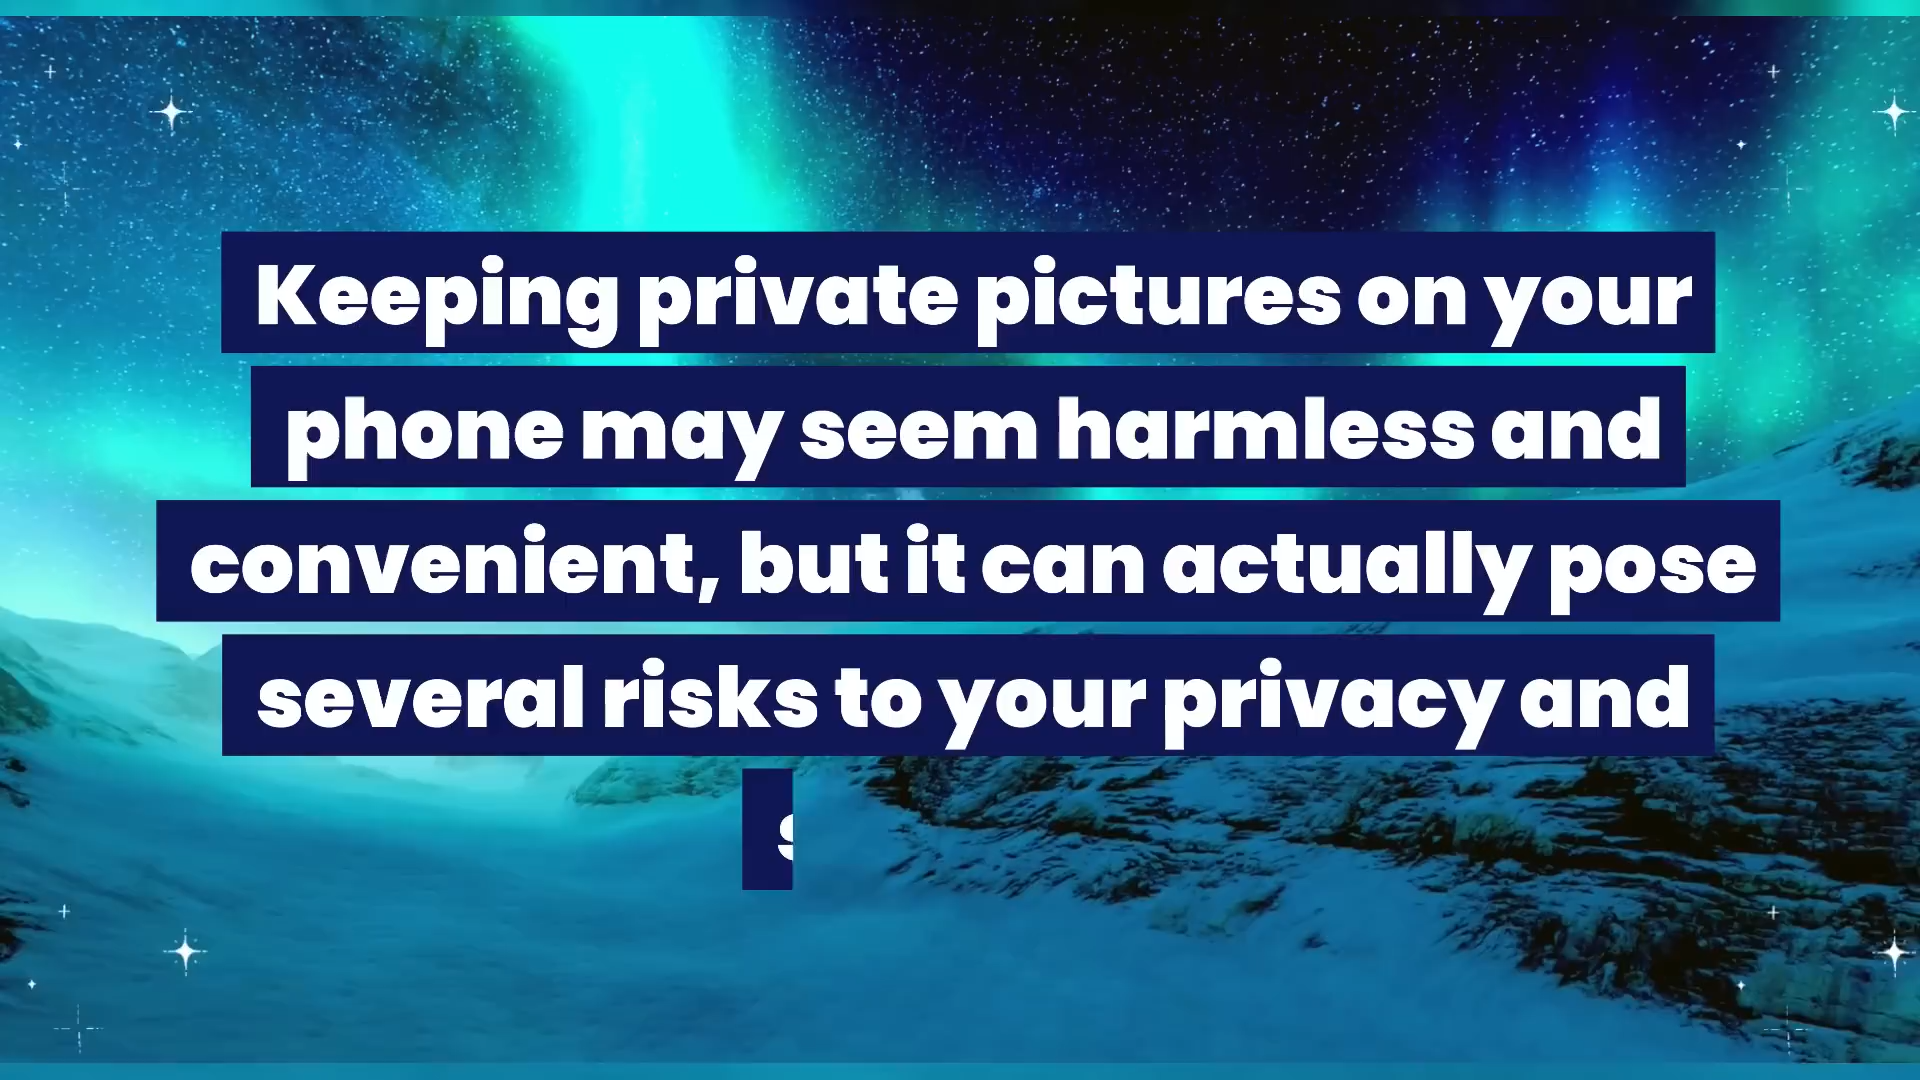 Keeping private pictures on your
phone may seem harmless and
convenient, but it can actually pose
several risks to your privacy and